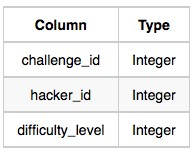 Column Type
challenge_id Integer
hacker_id Integer
difficulty_level Integer